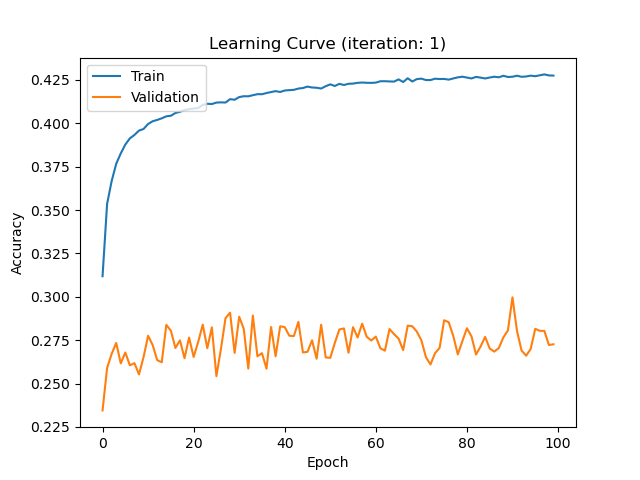 Learning Curve (iteration: 1)
Train
Validation
0.425
0.400
0.375
0.350
0.325
0.300
0.275
0.250
0.225
Accuracy
0 20 40 60 80 100
Epoch